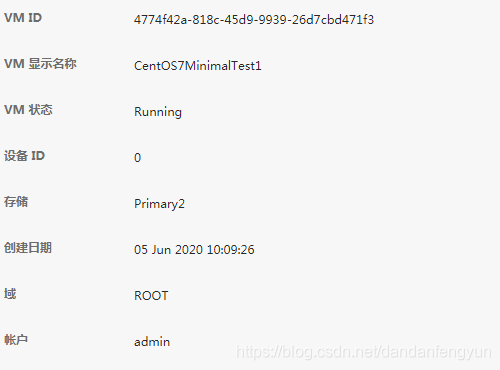 VM ID 4774f42a-818c-45d9-9939-26d7cbd471f3
VM 显示名称 CentOS7MinimalTest1
VM 状态 Running
设备 ID 0
存储 Primary2
创建日期 05 Jun 2020 10:09:26
域 ROOT
帐户 admin
https://blog.csdn.net/dandanfengyun